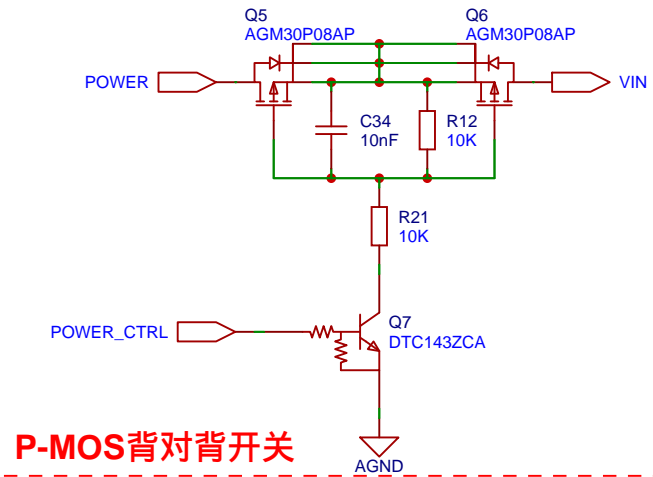 Q5
AGM30P08AP
Q6
AGM30P08AP
POWER
VIN
C34
10nF
R12
10K
R21
10K
POWER_CTRL
Q7
DTC143ZCA
P-MOS背对背开关
AGND